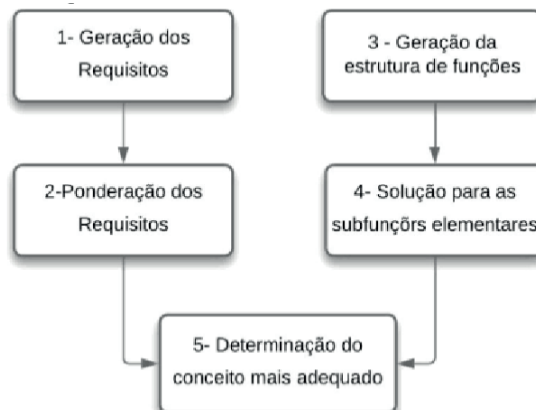 1- Geração dos
Requisitos
3 - Geração da
estrutura de funções
2-Ponderação dos
Requisitos
4- Solução para as
subfunçõrs elementares
5- Determinação do
conceito mais adequado